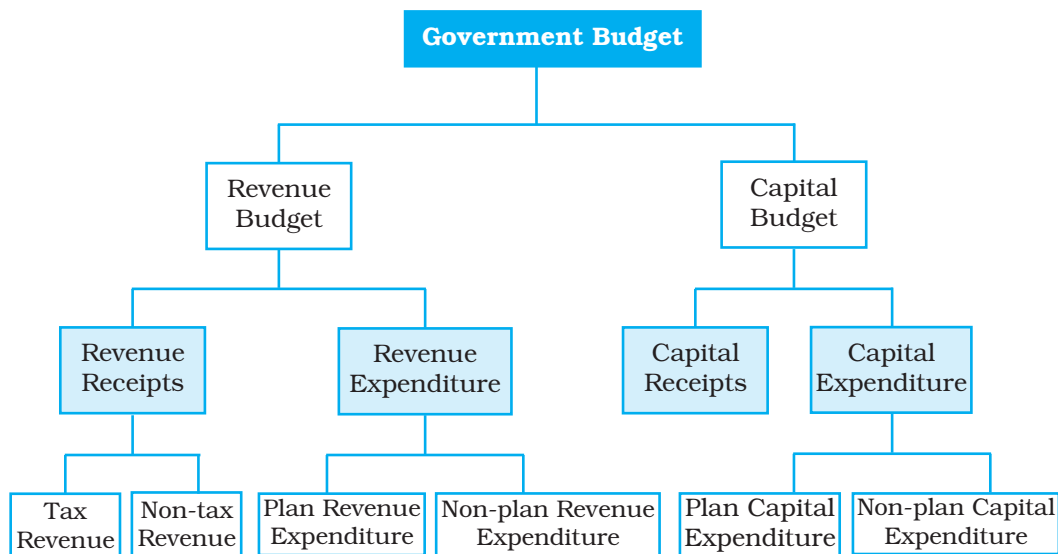 Government Budget
Revenue
Budget
Capital
Budget
Revenue
Receipts
Revenue
Expenditure
Capital
Receipts
Capital
Expenditure
Tax
Revenue
Non-tax
Revenue
Plan Revenue
Expenditure
Non-plan Revenue
Expenditure
Plan Capital
Expenditure
Non-plan Capital
Expenditure